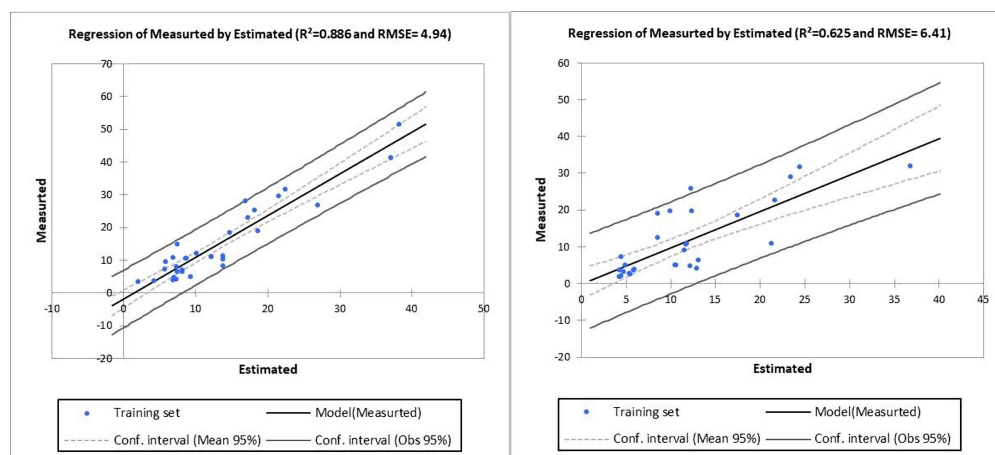 Regression of Measurted by Estimated (R²=0.886 and RMSE= 4.94)
70
60
50
40
30
20
10
0
-10
-20
-10
0
10
20
30
40
50
Measurted
Estimated
Training set
Model(Measurted)
Conf. interval (Mean 95%)
Conf. interval (Obs 95%)
Regression of Measurted by Estimated (R²=0.625 and RMSE= 6.41)
60
50
40
30
20
10
0
-10
-20
0
5
10
15
20
25
30
35
40
45
Measurted
Estimated
Training set
Model(Measurted)
Conf. interval (Mean 95%)
Conf. interval (Obs 95%)